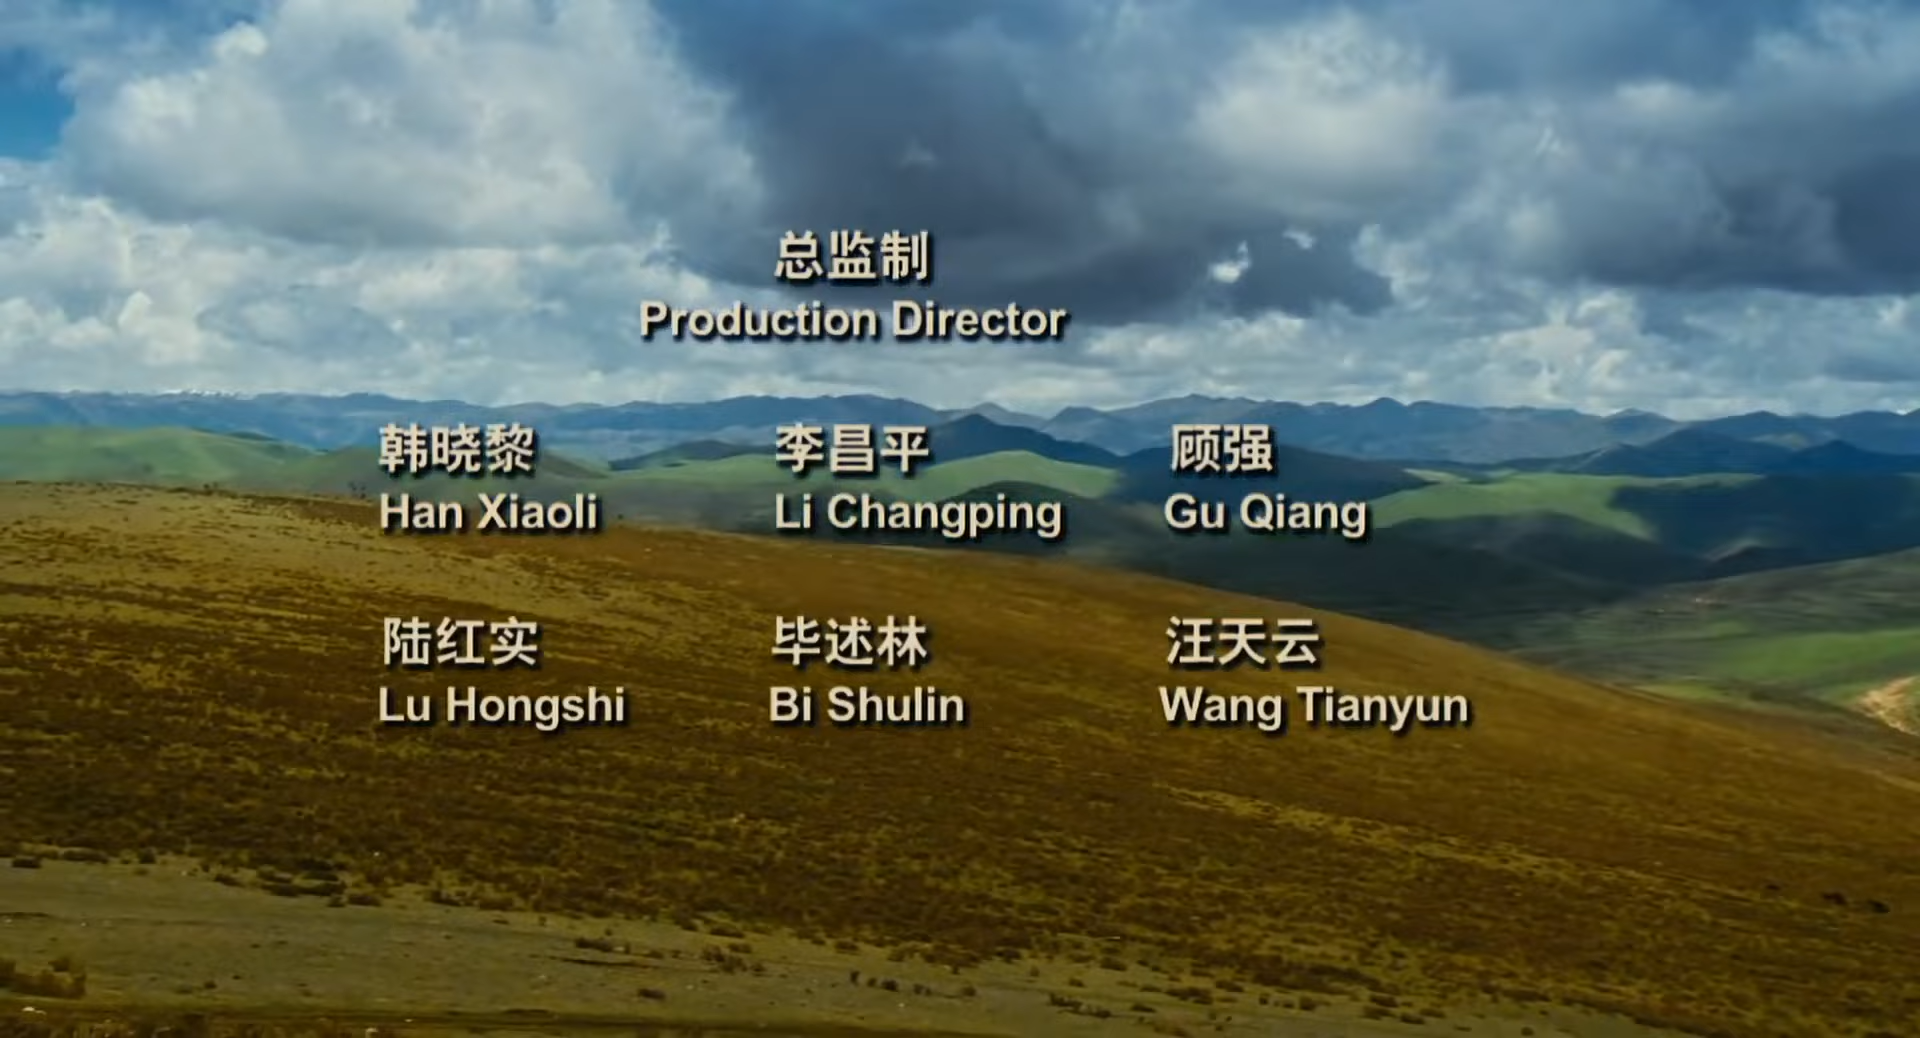 总监制
Production Director
韩晓黎 李昌平 顾强
Han Xiaoli Li Changping Gu Qiang
陆红实 毕述林 汪天云
Lu Hongshi Bi Shulin Wang Tianyun